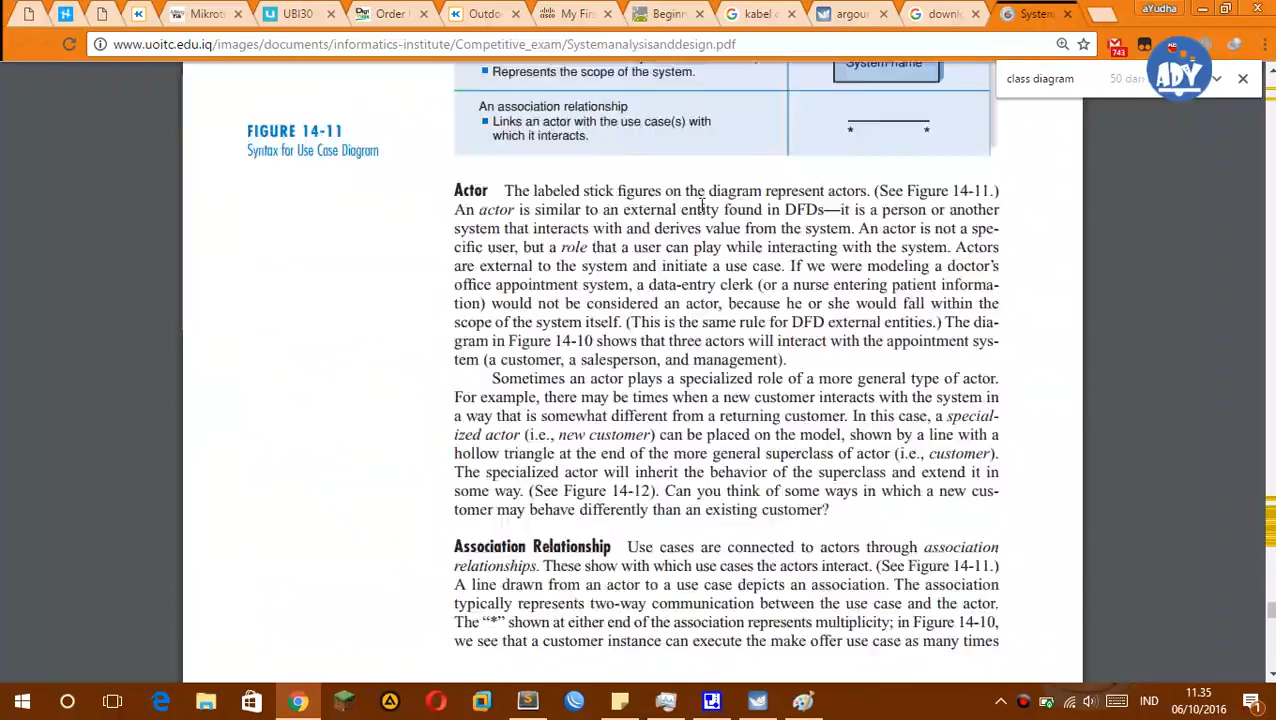 Mikroti
UBI30
Order
Outdo
My First
Beginn
kabel c
argour
downl
System
aYudha
www.uoitc.edu.iq/images/documents/informatics-institute/Competitive_exam/Systemanalysisanddesign.pdf
743
class diagram
50 dar
ADY
Represents the scope of the system.
System name
An association relationship
Links an actor with the use case(s) with
which it interacts.
* *
FIGURE 14-11
Syntax for Use Case Diagram
Actor The labeled stick figures on the diagram represent actors. (See Figure 14-11.)
An actor is similar to an external entity found in DFDs—it is a person or another
system that interacts with and derives value from the system. An actor is not a spe-
cific user, but a role that a user can play while interacting with the system. Actors
are external to the system and initiate a use case. If we were modeling a doctor's
office appointment system, a data-entry clerk (or a nurse entering patient informa-
tion) would not be considered an actor, because he or she would fall within the
scope of the system itself. (This is the same rule for DFD external entities.) The dia-
gram in Figure 14-10 shows that three actors will interact with the appointment sys-
tem (a customer, a salesperson, and management).
Sometimes an actor plays a specialized role of a more general type of actor.
For example, there may be times when a new customer interacts with the system in
a way that is somewhat different from a returning customer. In this case, a special-
ized actor (i.e., new customer) can be placed on the model, shown by a line with a
hollow triangle at the end of the more general superclass of actor (i.e., customer).
The specialized actor will inherit the behavior of the superclass and extend it in
some way. (See Figure 14-12). Can you think of some ways in which a new cus-
tomer may behave differently than an existing customer?
Association Relationship Use cases are connected to actors through association
relationships. These show with which use cases the actors interact. (See Figure 14-11.)
A line drawn from an actor to a use case depicts an association. The association
typically represents two-way communication between the use case and the actor.
The “*” shown at either end of the association represents multiplicity; in Figure 14-10,
we see that a customer instance can execute the make offer use case as many times
IND
11.35
06/10/2016